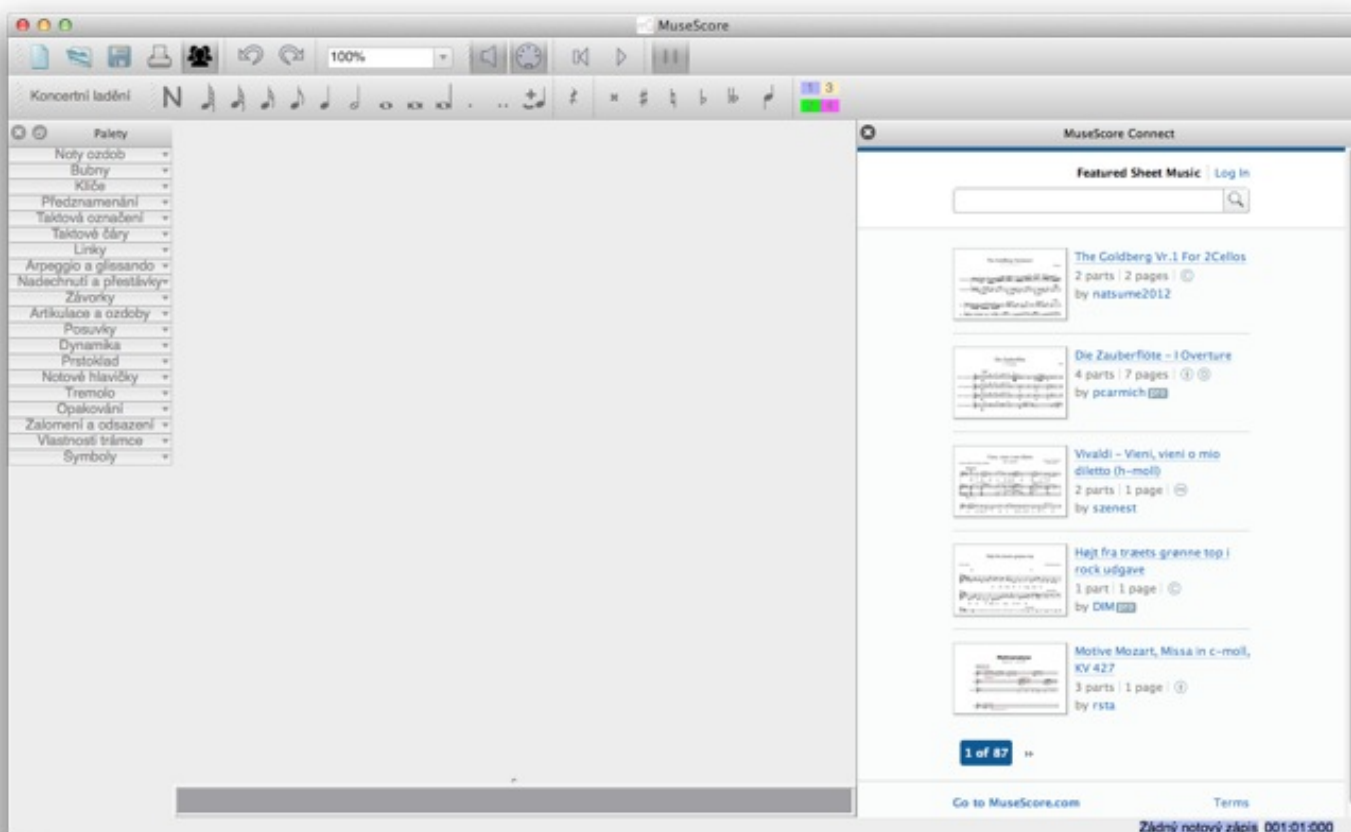 MuseScore
100%
Koncertní ladění N
1 3
Palety
Noty ozdob
Bubny
Klíče
Předznamenání
Taktová označení
Taktové čáry
Linky
Arpeggio a glissando
Nadechnutí a přestávky
Závorky
Artikulace a ozdoby
Posuvky
Dynamika
Prstoklad
Notové hlavičky
Tremolo
Opakování
Zalomení a odsazení
Vlastnosti trámce
Symboly
MuseScore Connect
Featured Sheet Music Log In
The Goldberg Vr.1 For 2Cellos
2 parts 2 pages
by natsume2012
Die Zauberflöte - I Overture
4 parts 7 pages
by pcarmich pro
Vivaldi - Vieni, vieni o mio
diletto (h-moll)
2 parts 1 page
by szenest
Højt fra træets grønne top i
rock udgave
1 part 1 page
by DIM pro
Motive Mozart, Missa in c-moll,
KV 427
3 parts 1 page
by rsta
1 of 87 »
Go to MuseScore.com Terms
Žádný notový zápis 001:01:000